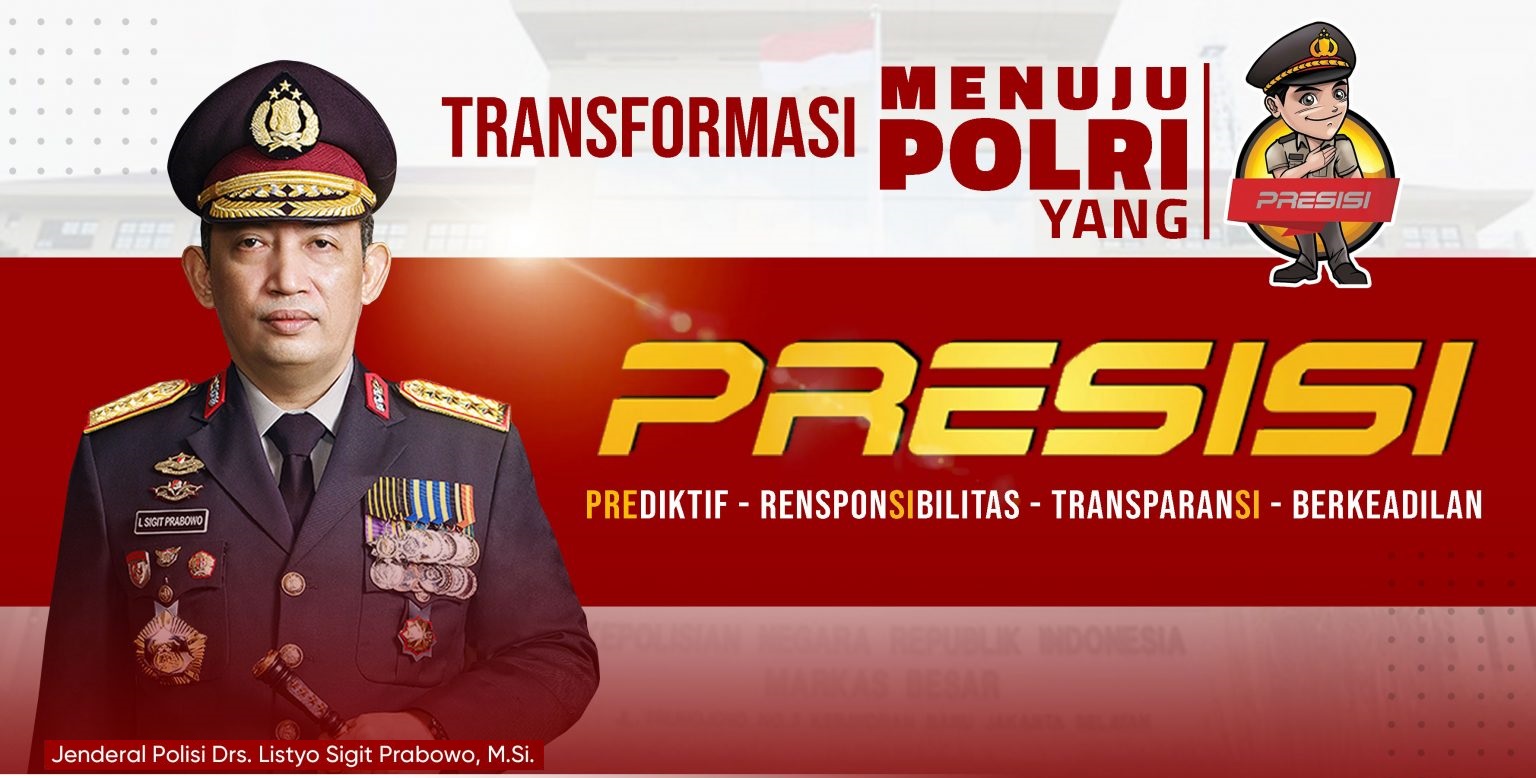 TRANSFORMASI
MENUJU
POLRI
YANG
PRESISI
PRESISI
PREDIKTIF - RENSPONSIBILITAS - TRANSPARANSI - BERKEADILAN
L SIGIT PRABOWO
KEPOLISIAN NEGARA REPUBLIK INDONESIA
MARKAS BESAR
Jenderal Polisi Drs. Listyo Sigit Prabowo, M.Si.